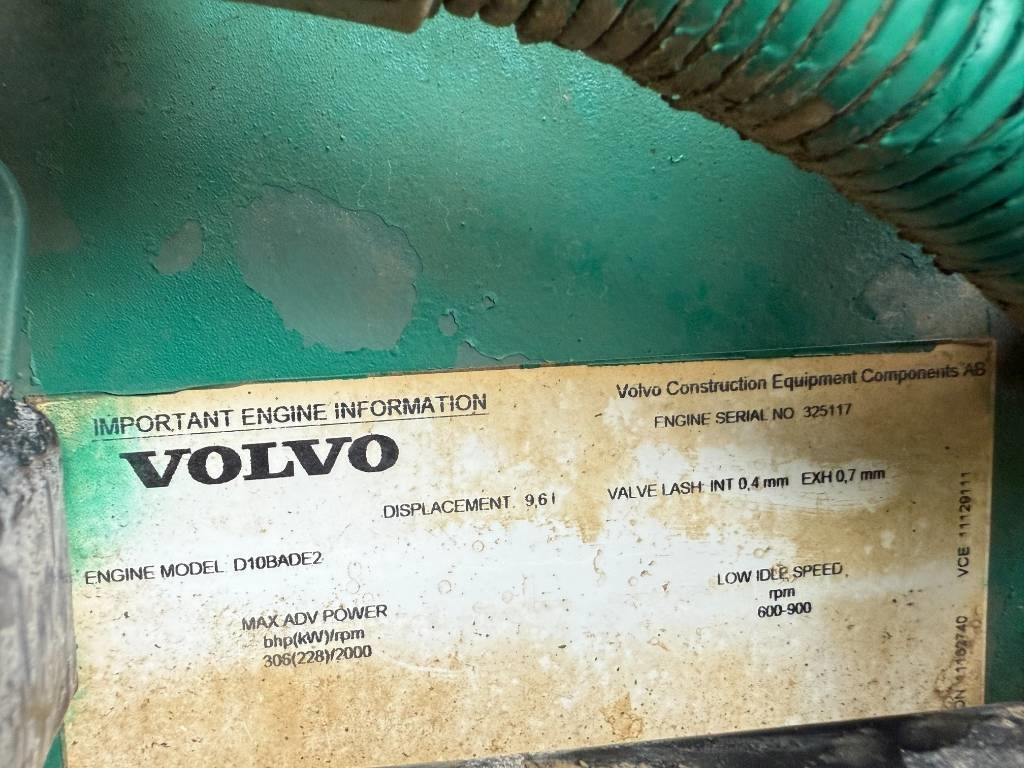 IMPORTANT ENGINE INFORMATION
Volvo Construction Equipment Components AB
ENGINE SERIAL NO 325117
VOLVO
DISPLACEMENT. 9,6 l
VALVE LASH: INT 0,4 mm EXH 0,7 mm
ENGINE MODEL: D10BADE2
LOW IDLE SPEED
rpm
600-900
MAX ADV POWER
bhp(kW)/rpm
306(228)/2000
VCE 11129111
11162740